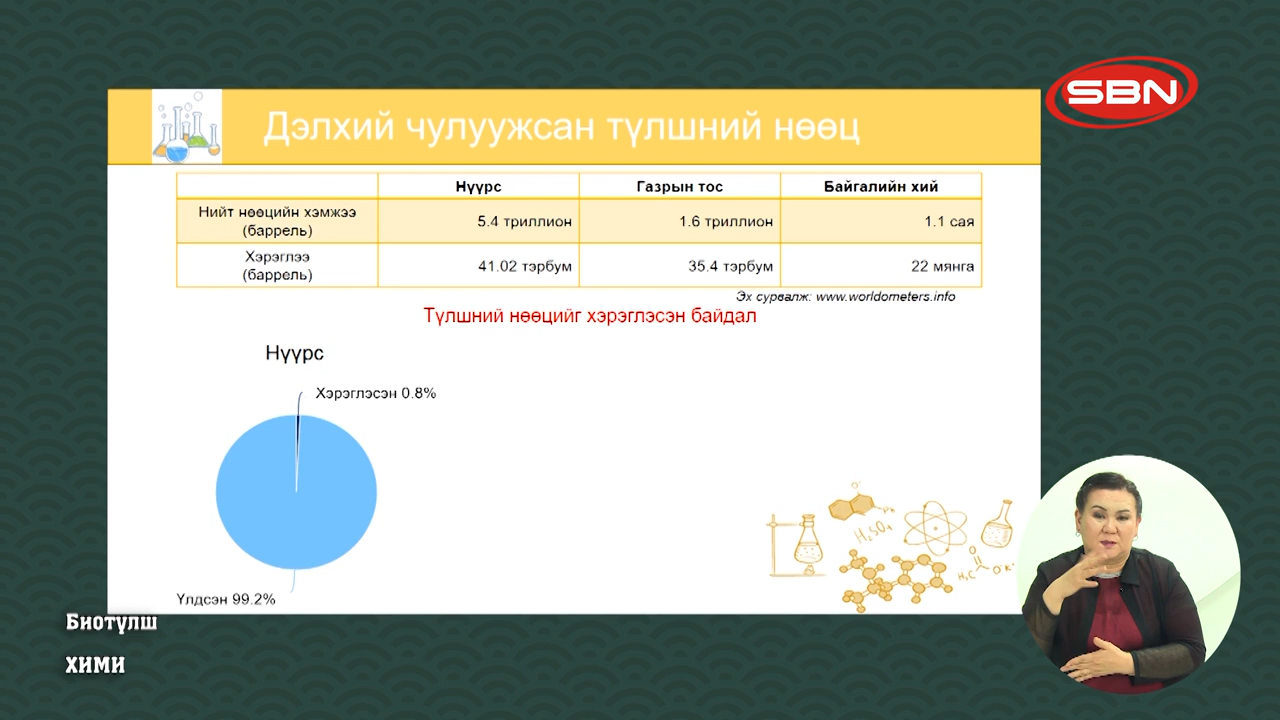 SBN
Дэлхий чулуужсан түлшний нөөц
Нүүрс Газрын тос Байгалийн хий
Нийт нөөцийн хэмжээ
(баррель)
5.4 триллион 1.6 триллион 1.1 сая
Хэрэглээ
(баррель)
41.02 тэрбум 35.4 тэрбум 22 мянга
Эх сурвалж: www.worldometers.info
Түлшний нөөцийг хэрэглэсэн байдал
Нүүрс
Хэрэглэсэн 0.8%
Үлдсэн 99.2%
H₂SO₄
H₃C
Биотүлш
ХИМИ